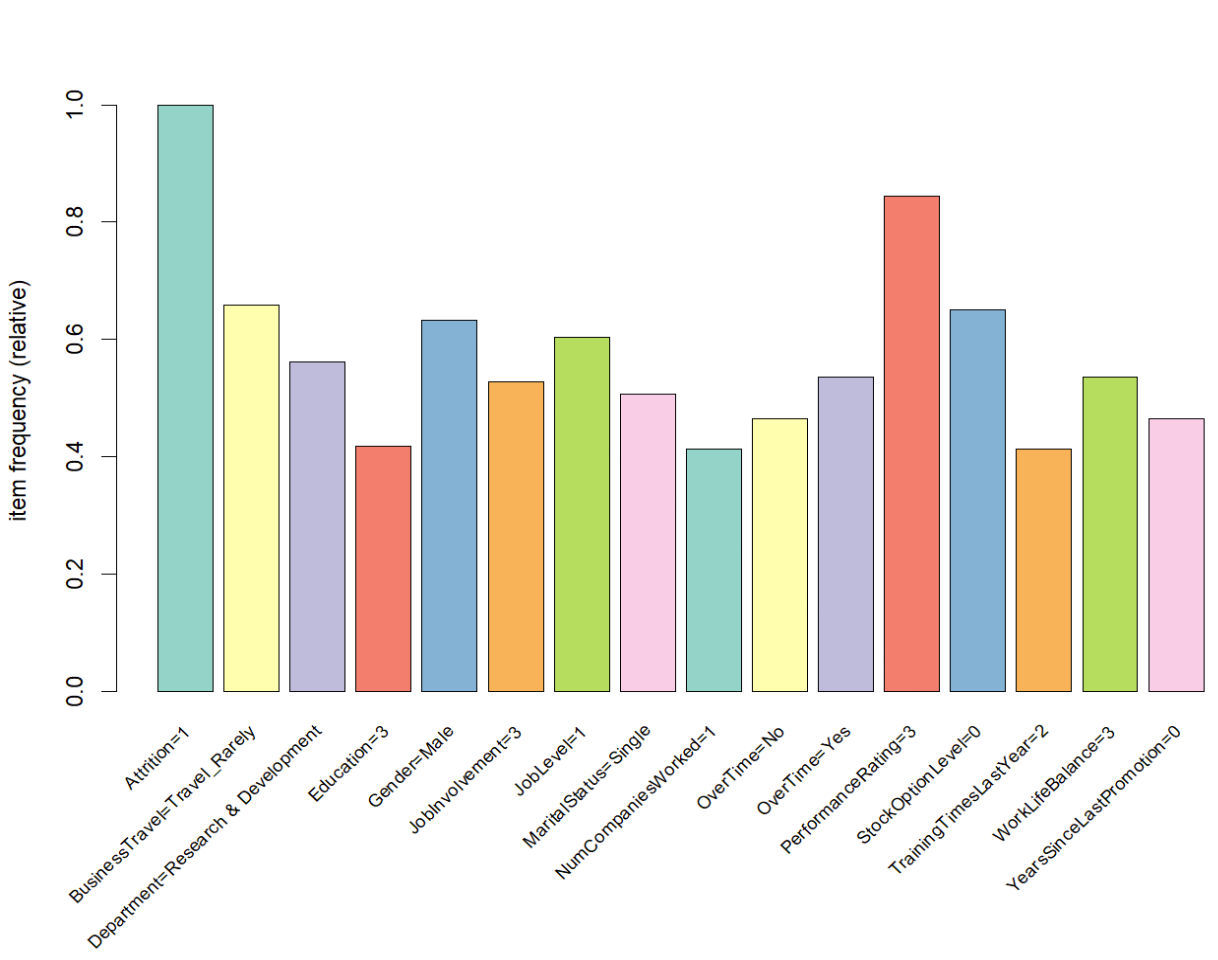 item frequency (relative)
1.0
0.8
0.6
0.4
0.2
0.0
Attrition=1
BusinessTravel=Travel_Rarely
Department=Research & Development
Education=3
Gender=Male
JobInvolvement=3
JobLevel=1
MaritalStatus=Single
NumCompaniesWorked=1
OverTime=No
OverTime=Yes
PerformanceRating=3
StockOptionLevel=0
TrainingTimesLastYear=2
WorkLifeBalance=3
YearsSinceLastPromotion=0